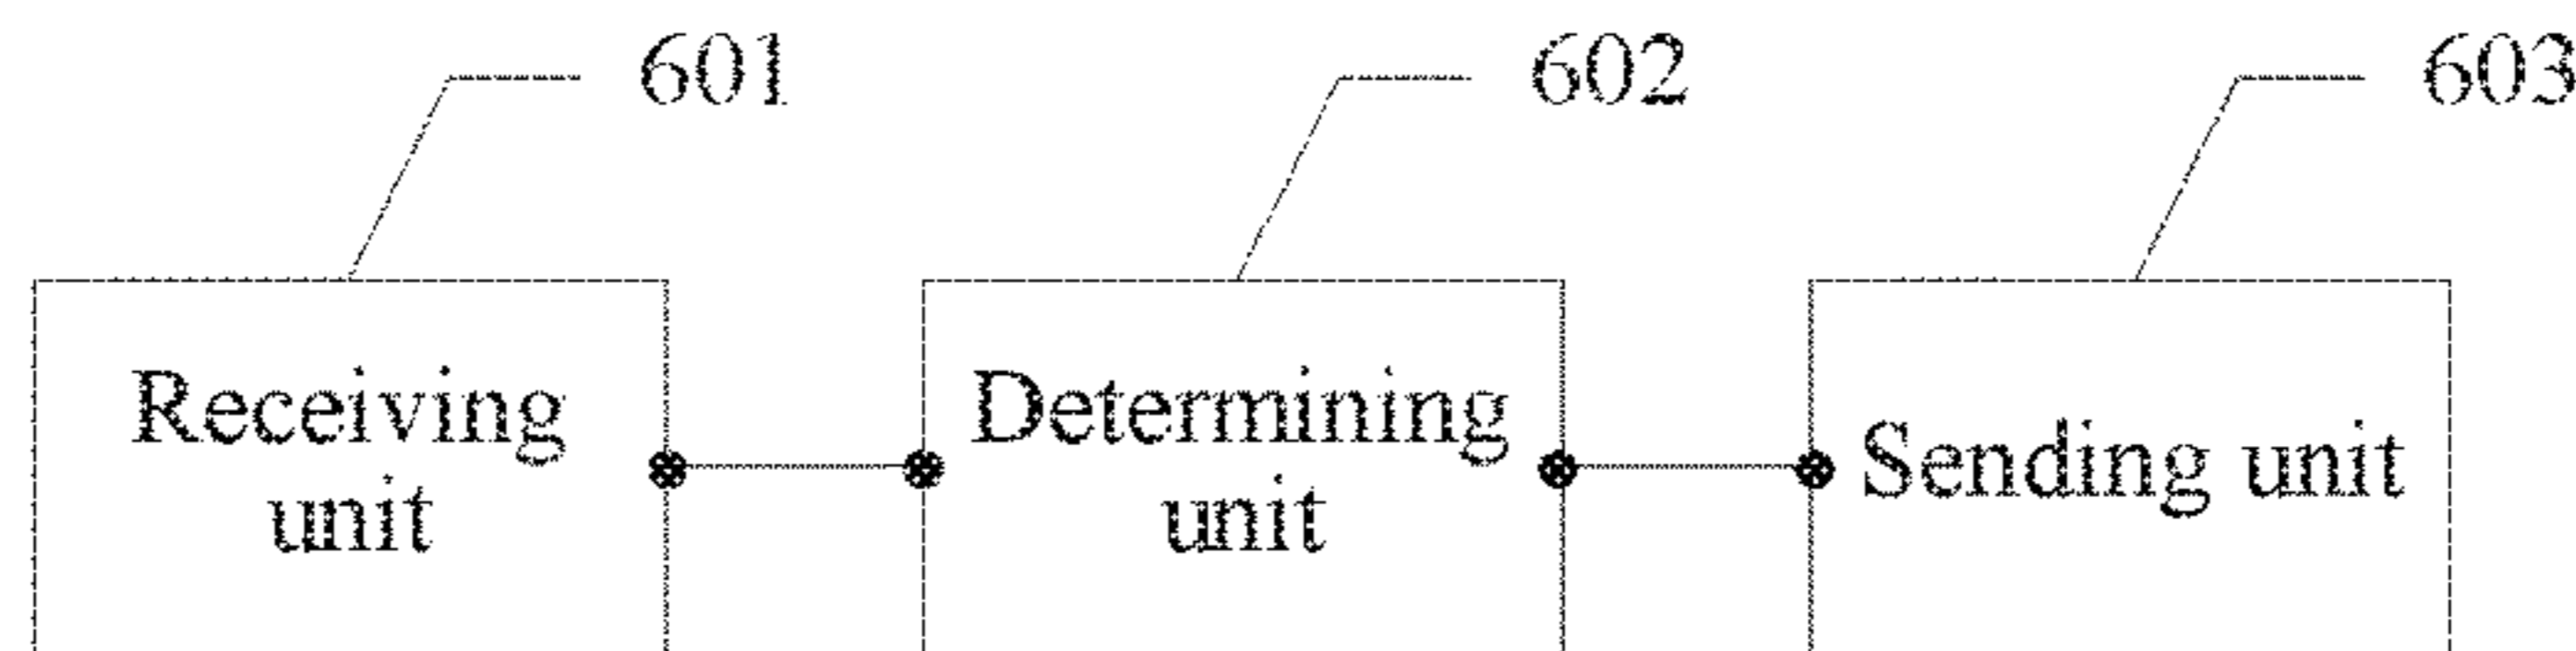 601
602
603
Receiving
unit
Determining
unit
Sending unit